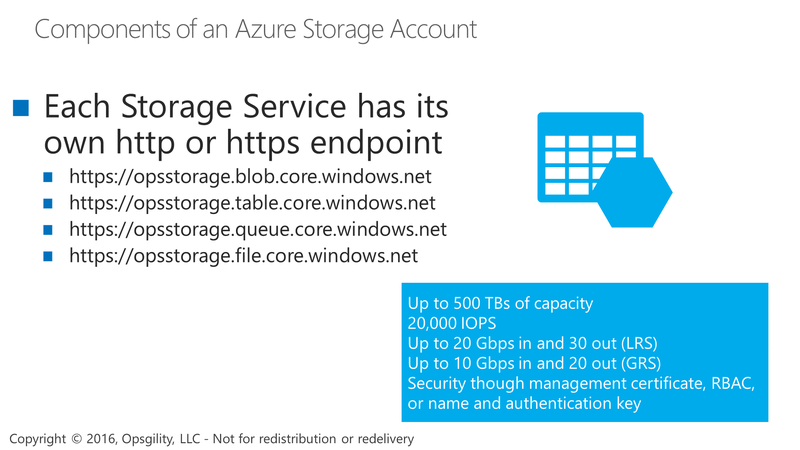 Components of an Azure Storage Account
Each Storage Service has its
own http or https endpoint
https://opsstorage.blob.core.windows.net
https://opsstorage.table.core.windows.net
https://opsstorage.queue.core.windows.net
https://opsstorage.file.core.windows.net
Up to 500 TBs of capacity
20,000 IOPS
Up to 20 Gbps in and 30 out (LRS)
Up to 10 Gbps in and 20 out (GRS)
Security though management certificate, RBAC,
or name and authentication key
Copyright © 2016, Opsgility, LLC - Not for redistribution or redelivery